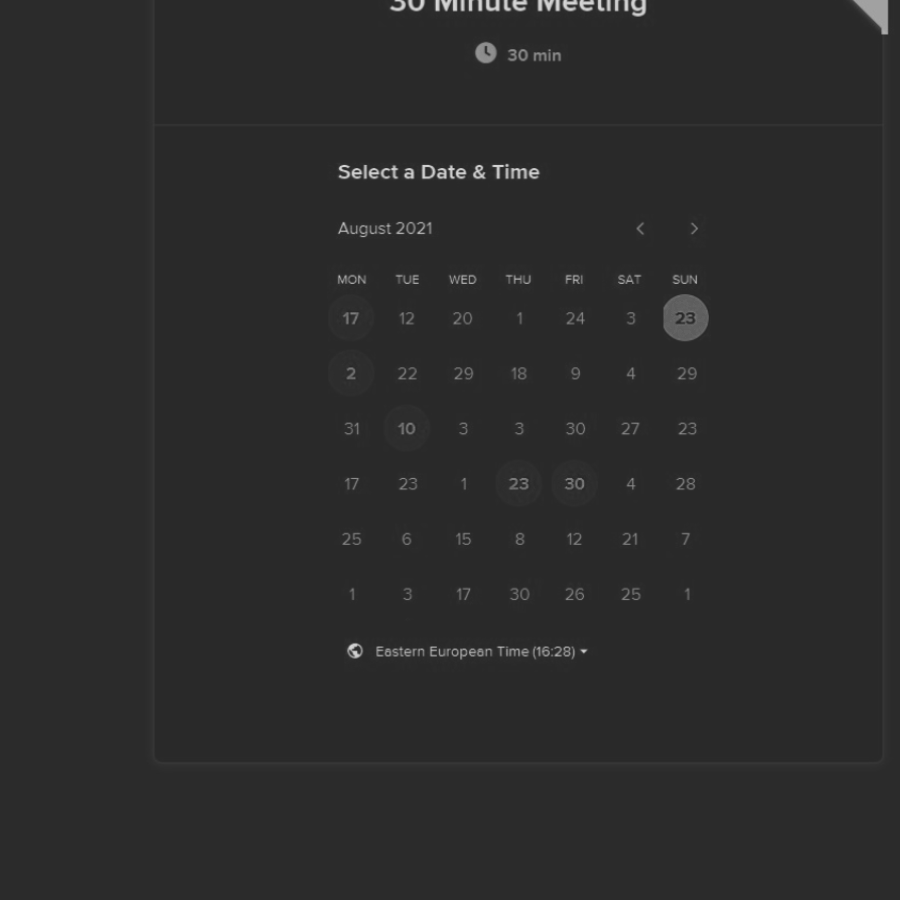 30 Minute Meeting
30 min
Select a Date & Time
August 2021
MON TUE WED THU FRI SAT SUN
17 12 20 1 24 3 23
2 22 29 18 9 4 29
31 10 3 3 30 27 23
17 23 1 23 30 4 28
25 6 15 8 12 21 7
1 3 17 30 26 25 1
Eastern European Time (16:28)